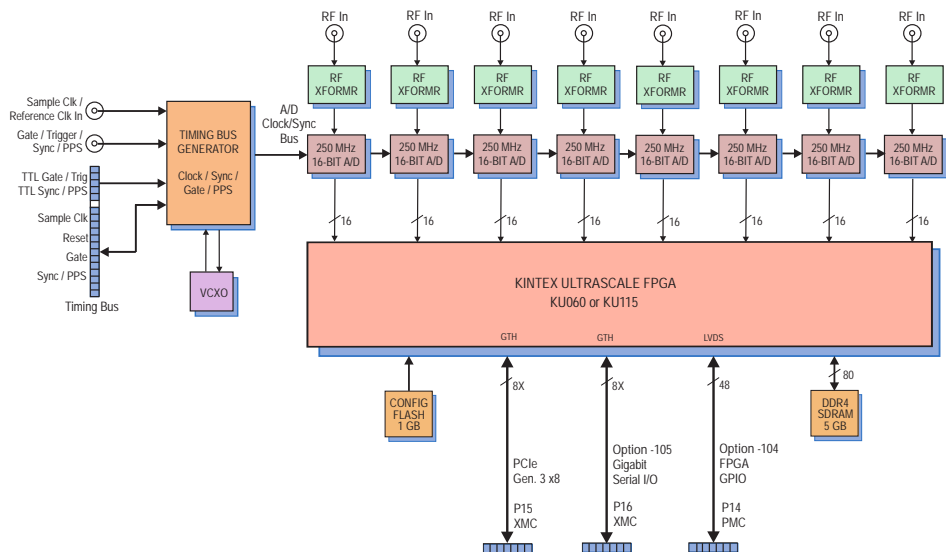 RF In RF In RF In RF In RF In RF In RF In RF In
RF XFORMR
RF XFORMR
RF XFORMR
RF XFORMR
RF XFORMR
RF XFORMR
RF XFORMR
RF XFORMR
Sample Clk /
Reference Clk In
Gate / Trigger /
Sync / PPS
TTL Gate / Trig
TTL Sync / PPS
Sample Clk
Reset
Gate
Sync / PPS
Timing Bus
TIMING BUS
GENERATOR
Clock / Sync /
Gate / PPS
VCXO
A/D
Clock/Sync
Bus
250 MHz
16-BIT A/D
250 MHz
16-BIT A/D
250 MHz
16-BIT A/D
250 MHz
16-BIT A/D
250 MHz
16-BIT A/D
250 MHz
16-BIT A/D
250 MHz
16-BIT A/D
250 MHz
16-BIT A/D
16 16 16 16 16 16 16 16
KINTEX ULTRASCALE FPGA
KU060 or KU115
GTH GTH LVDS
8X 8X 48 80
CONFIG
FLASH
1 GB
DDR4
SDRAM
5 GB
PCIe
Gen. 3 x8
P15
XMC
Option -105
Gigabit
Serial I/O
P16
XMC
Option -104
FPGA
GPIO
P14
PMC